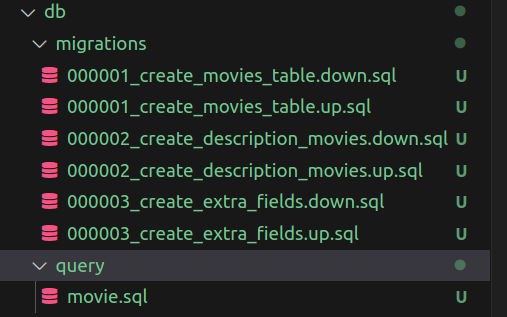 db
migrations
000001_create_movies_table.down.sql U
000001_create_movies_table.up.sql U
000002_create_description_movies.down.sql U
000002_create_description_movies.up.sql U
000003_create_extra_fields.down.sql U
000003_create_extra_fields.up.sql U
query
movie.sql U